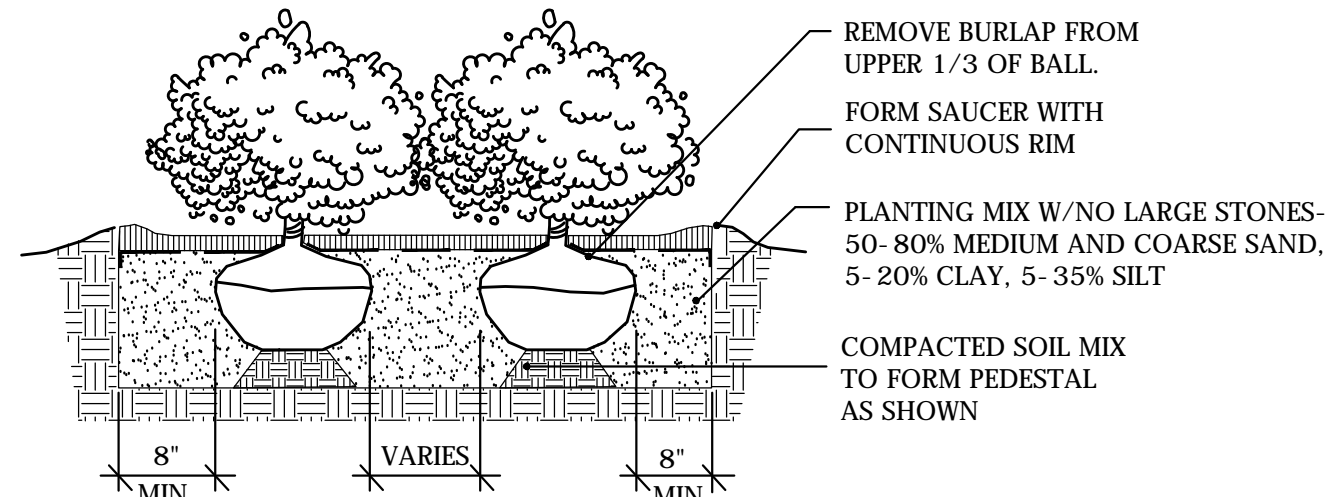 REMOVE BURLAP FROM
UPPER 1/3 OF BALL.
FORM SAUCER WITH
CONTINUOUS RIM
PLANTING MIX W/NO LARGE STONES-
50-80% MEDIUM AND COARSE SAND,
5-20% CLAY, 5-35% SILT
COMPACTED SOIL MIX
TO FORM PEDESTAL
AS SHOWN
8"
MIN
VARIES
8"
MIN